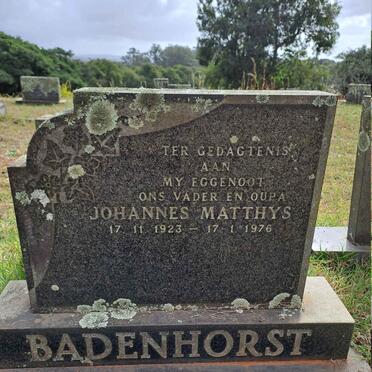 TER GEDAGTENIS
AAN
MY EGGENOOT
ONS VADER EN OUPA
JOHANNES MATTHYS
17.11.1923 - 17.1.1976
BADENHORST